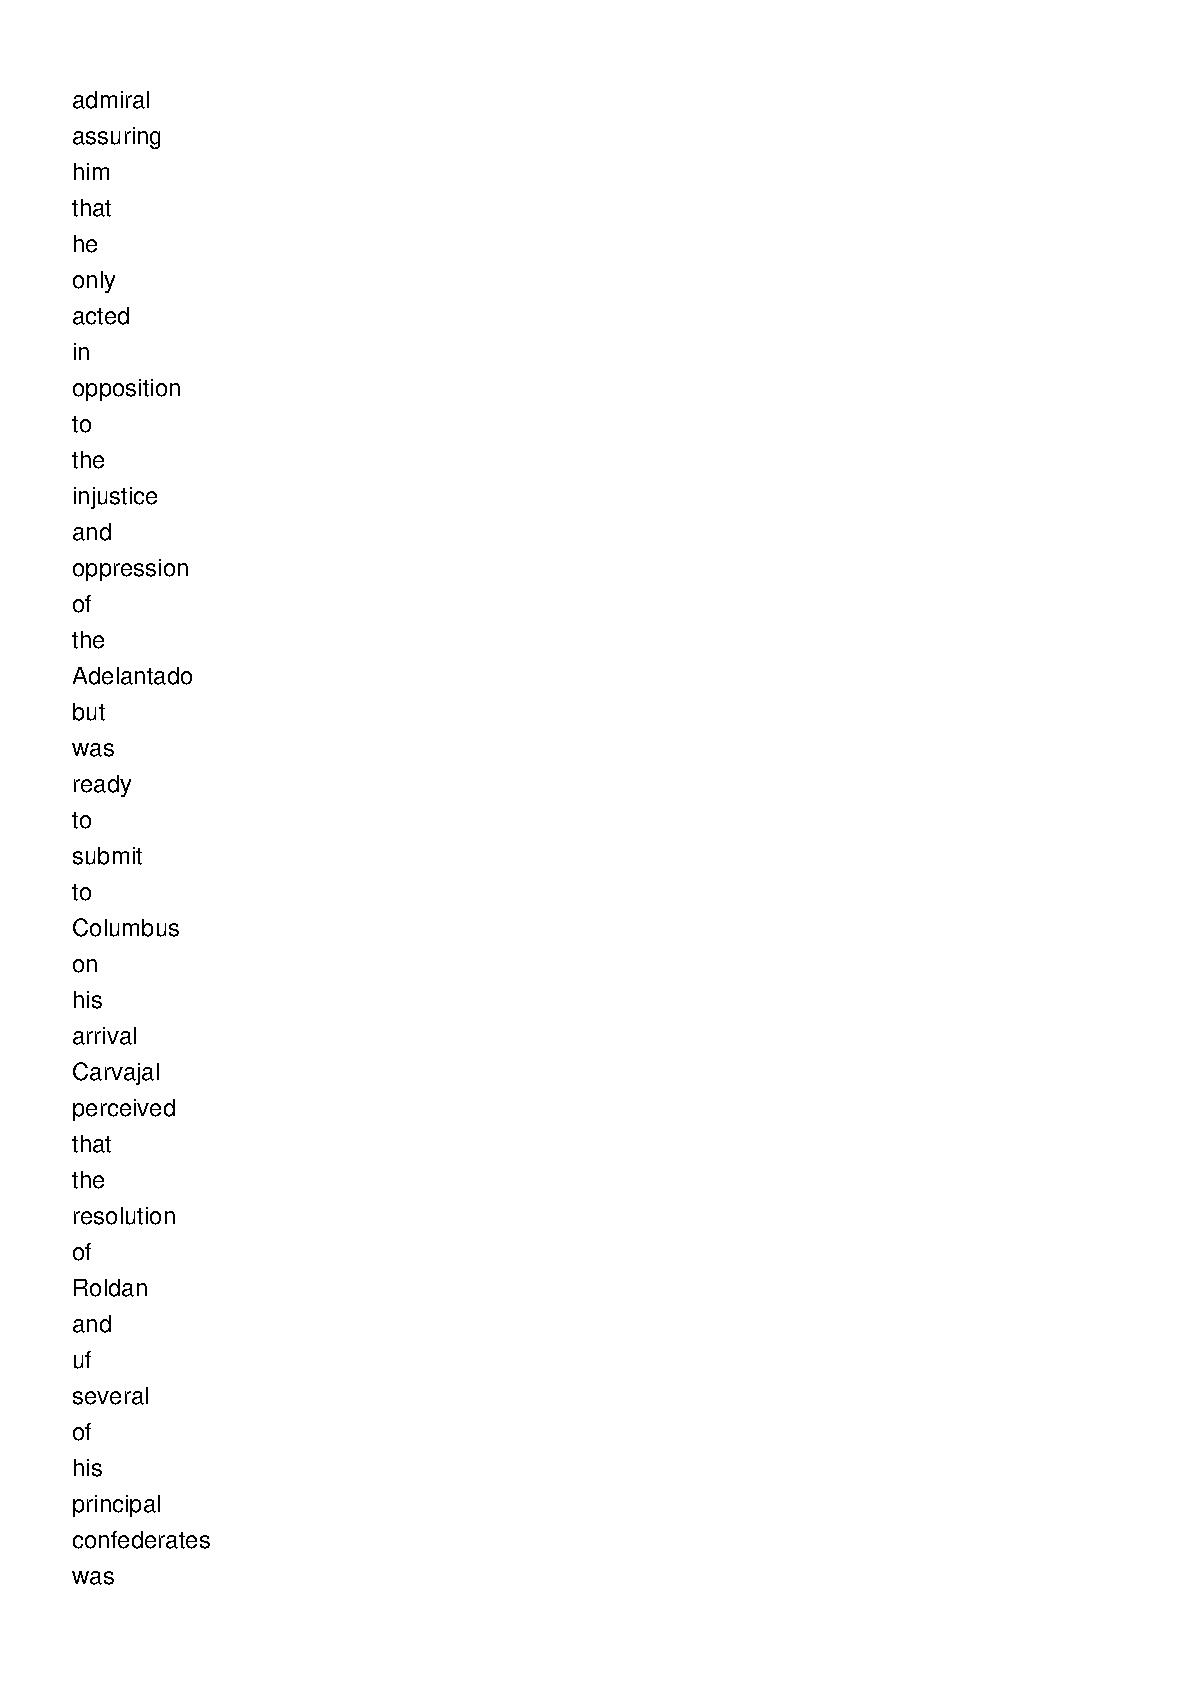 admiral
assuring
him
that
he
only
acted
in
opposition
to
the
injustice
and
oppression
of
the
Adelantado
but
was
ready
to
submit
to
Columbus
on
his
arrival
Carvajal
perceived
that
the
resolution
of
Roldan
and
uf
several
of
his
principal
confederates
was